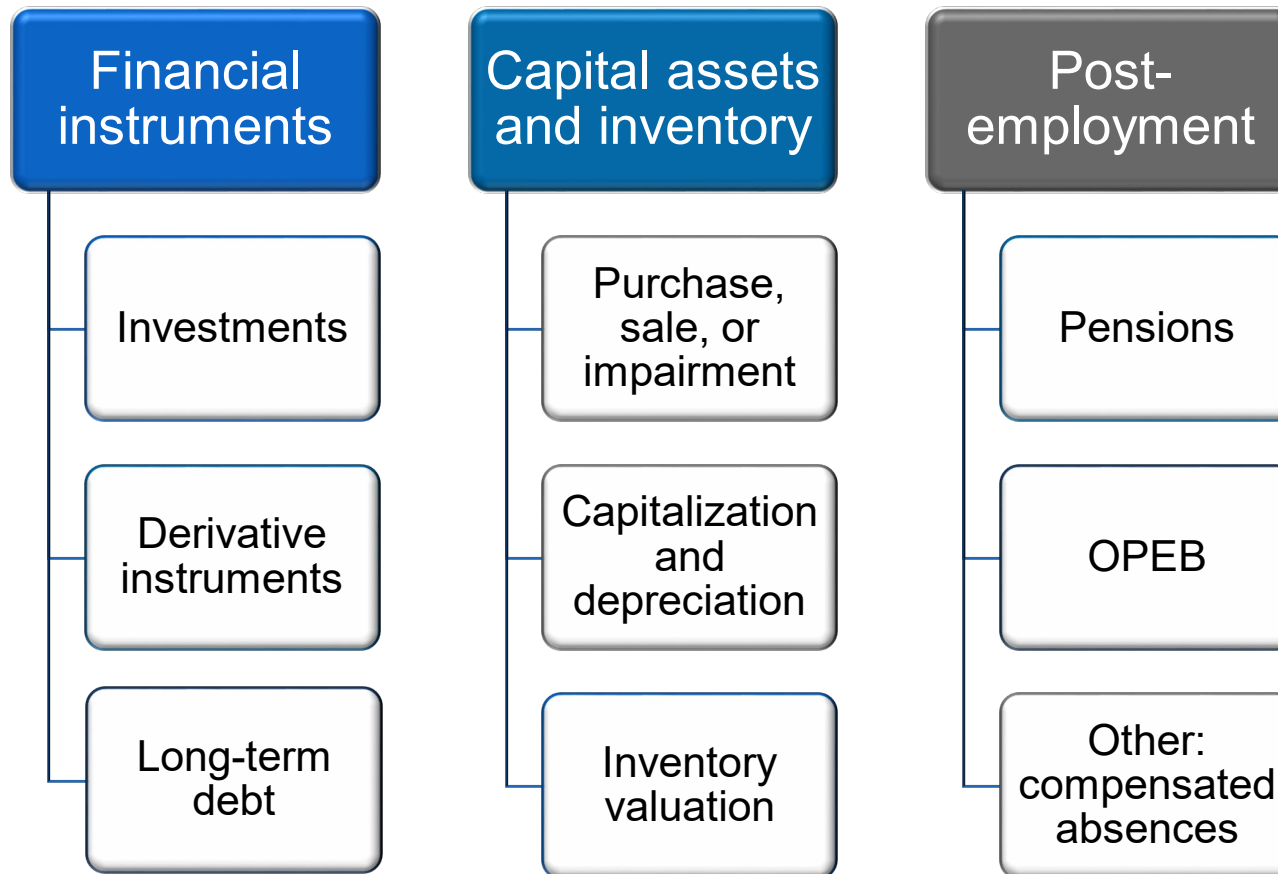 Financial
instruments
Investments
Derivative
instruments
Long-term
debt
Capital assets
and inventory
Purchase,
sale, or
impairment
Capitalization
and
depreciation
Inventory
valuation
Post-
employment
Pensions
OPEB
Other:
compensated
absences